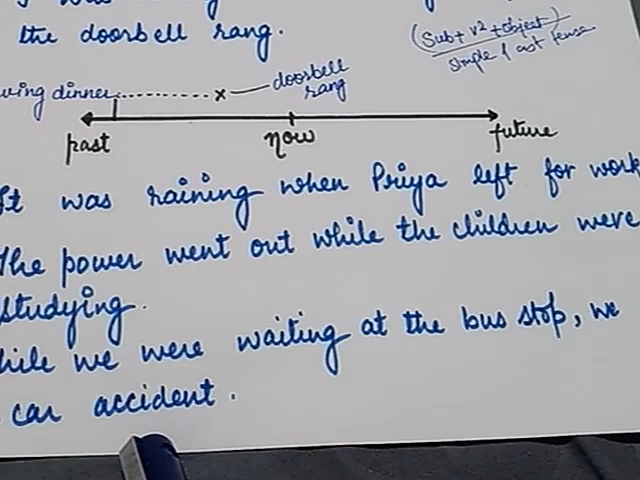 the doorbell rang.
(Sub + V2 + object)
Simple Past tense
dinner
doorbell
rang
past now future
It was raining when Priya left for work
The power went out while the children were
studying.
while we were waiting at the bus stop, we
car accident.